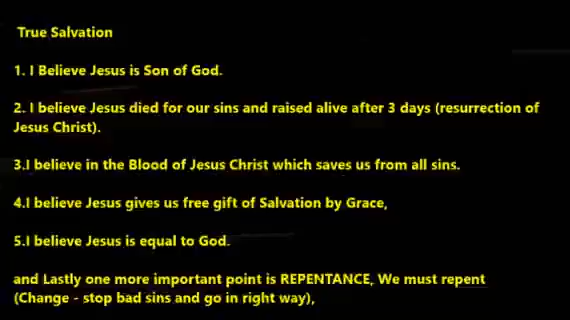 True Salvation
1. I Believe Jesus is Son of God.
2. I believe Jesus died for our sins and raised alive after 3 days (resurrection of
Jesus Christ).
3.I believe in the Blood of Jesus Christ which saves us from all sins.
4.I believe Jesus gives us free gift of Salvation by Grace,
5.I believe Jesus is equal to God.
and Lastly one more important point is REPENTANCE, We must repent
(Change - stop bad sins and go in right way),